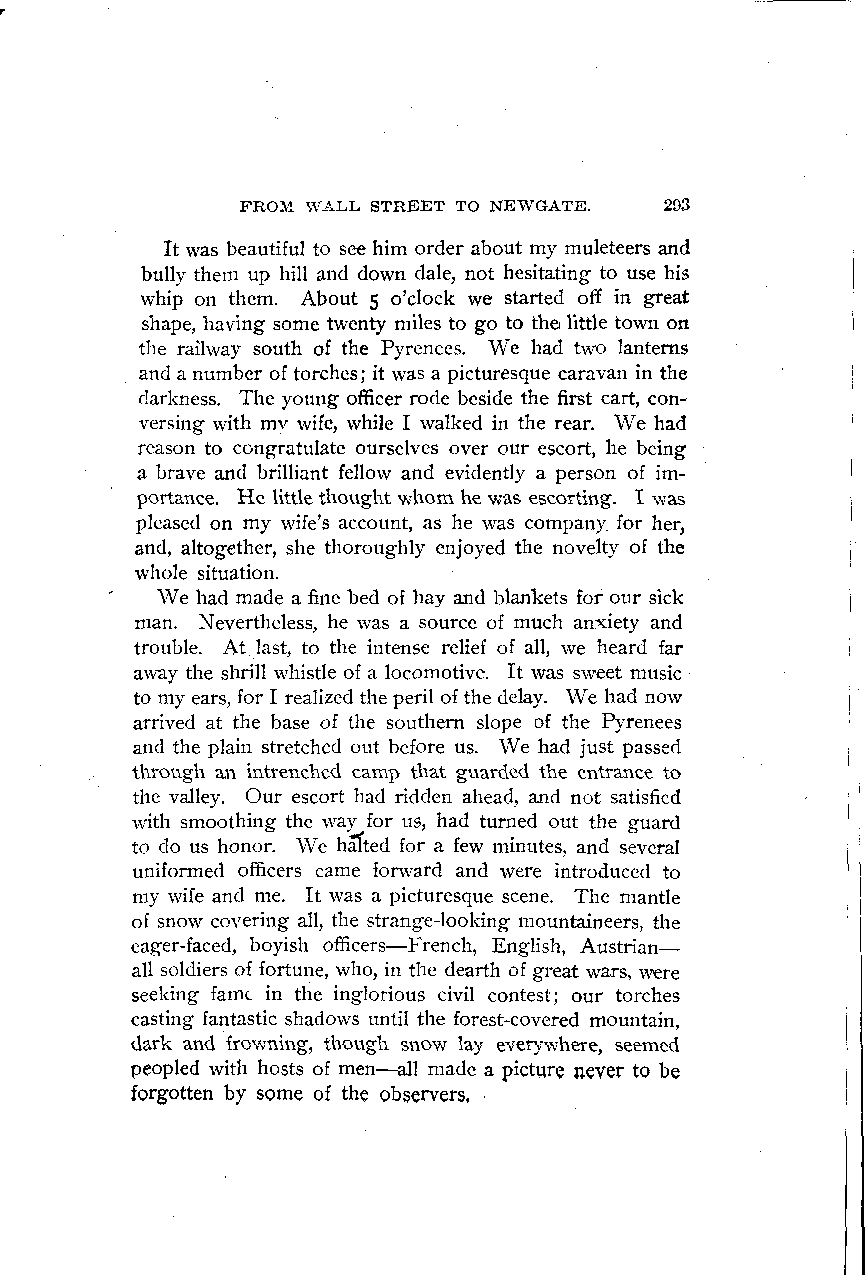 FROM WALL STREET TO NEWGATE. 293
It was beautiful to see him order about my muleteers and
bully them up hill and down dale, not hesitating to use his
whip on them. About 5 o'clock we started off in great
shape, having some twenty miles to go to the little town on
the railway south of the Pyrenees. We had two lanterns
and a number of torches; it was a picturesque caravan in the
darkness. The young officer rode beside the first cart, con-
versing with my wife, while I walked in the rear. We had
reason to congratulate ourselves over our escort, he being
a brave and brilliant fellow and evidently a person of im-
portance. He little thought whom he was escorting. I was
pleased on my wife's account, as he was company for her,
and, altogether, she thoroughly enjoyed the novelty of the
whole situation.
We had made a fine bed of hay and blankets for our sick
man. Nevertheless, he was a source of much anxiety and
trouble. At last, to the intense relief of all, we heard far
away the shrill whistle of a locomotive. It was sweet music
to my ears, for I realized the peril of the delay. We had now
arrived at the base of the southern slope of the Pyrenees
and the plain stretched out before us. We had just passed
through an intrenched camp that guarded the entrance to
the valley. Our escort had ridden ahead, and not satisfied
with smoothing the way for us, had turned out the guard
to do us honor. We halted for a few minutes, and several
uniformed officers came forward and were introduced to
my wife and me. It was a picturesque scene. The mantle
of snow covering all, the strange-looking mountaineers, the
eager-faced, boyish officers—French, English, Austrian—
all soldiers of fortune, who, in the dearth of great wars, were
seeking fame in the inglorious civil contest; our torches
casting fantastic shadows until the forest-covered mountain,
dark and frowning, though snow lay everywhere, seemed
peopled with hosts of men—all made a picture never to be
forgotten by some of the observers.